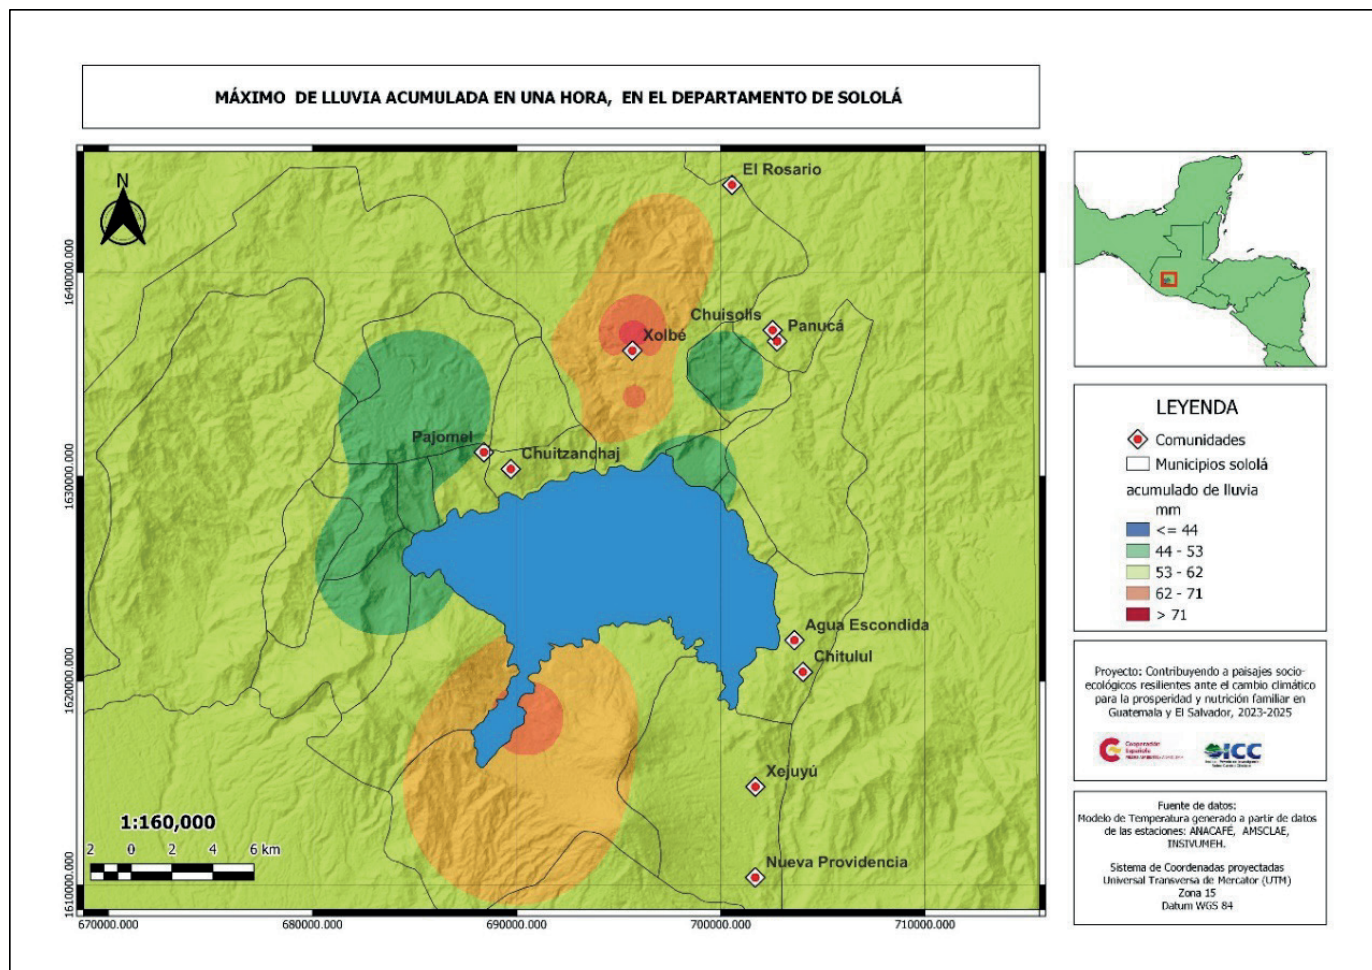 MÁXIMO DE LLUVIA ACUMULADA EN UNA HORA, EN EL DEPARTAMENTO DE SOLOLÁ
N
El Rosario
Chuisolis
Panucá
Xolbé
Pajomel
Chuitzanchaj
Agua Escondida
Chitulul
Xejuyú
Nueva Providencia
1:160,000
2 0 2 4 6 km
1640000.000
1630000.000
1620000.000
1610000.000
670000.000
680000.000
690000.000
700000.000
710000.000
LEYENDA
Comunidades
Municipios sololá
acumulado de lluvia
mm
<= 44
44 - 53
53 - 62
62 - 71
> 71
Proyecto: Contribuyendo a paisajes socio-
ecológicos resilientes ante el cambio climático
para la prosperidad y nutrición familiar en
Guatemala y El Salvador, 2023-2025
Cooperación
Española
ICC
Fuente de datos:
Modelo de Temperatura generado a partir de datos
de las estaciones: ANACAFÉ, AMSCLAE,
INSIVUMEH.
Sistema de Coordenadas proyectadas
Universal Transversa de Mercator (UTM)
Zona 15
Datum WGS 84